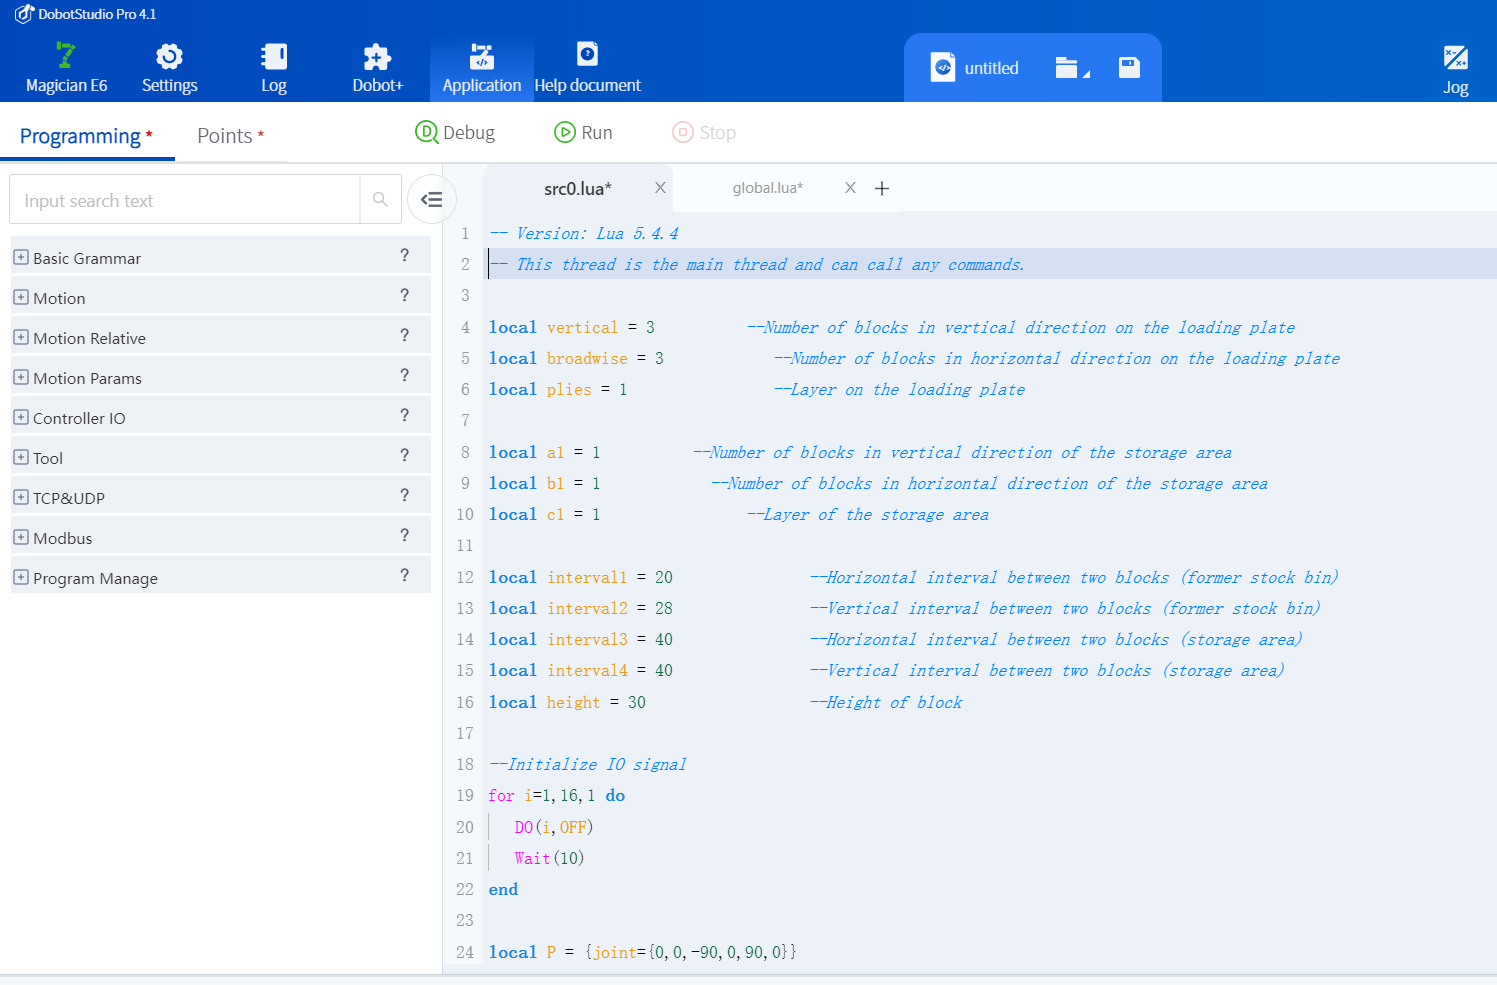 DobotStudio Pro 4.1
Magician E6
Settings
Log
Dobot+
Application
Help document
untitled
Jog
Programming *
Points *
Debug
Run
Stop
Input search text
Basic Grammar ?
Motion ?
Motion Relative ?
Motion Params ?
Controller IO ?
Tool ?
TCP&UDP ?
Modbus ?
Program Manage ?
src0.lua* X
global.lua* X +
1 -- Version: Lua 5.4.4
2 -- This thread is the main thread and can call any commands.
3
4 local vertical = 3 --Number of blocks in vertical direction on the loading plate
5 local broadwise = 3 --Number of blocks in horizontal direction on the loading plate
6 local plies = 1 --Layer on the loading plate
7
8 local a1 = 1 --Number of blocks in vertical direction of the storage area
9 local b1 = 1 --Number of blocks in horizontal direction of the storage area
10 local c1 = 1 --Layer of the storage area
11
12 local interval1 = 20 --Horizontal interval between two blocks (former stock bin)
13 local interval2 = 28 --Vertical interval between two blocks (former stock bin)
14 local interval3 = 40 --Horizontal interval between two blocks (storage area)
15 local interval4 = 40 --Vertical interval between two blocks (storage area)
16 local height = 30 --Height of block
17
18 --Initialize IO signal
19 for i=1,16,1 do
20 DO(i,OFF)
21 Wait(10)
22 end
23
24 local P = {joint={0,0,-90,0,90,0}}